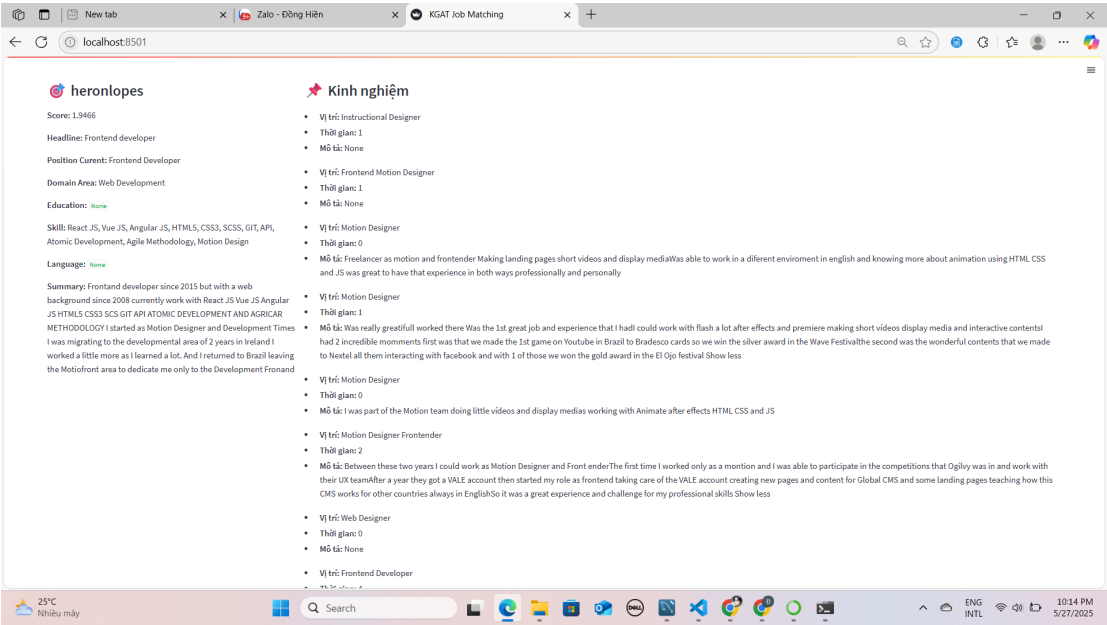 New tab
Zalo - Đồng Hiền
KGAT Job Matching
localhost:8501
heronlopes
Score: 1.9466
Headline: Frontend developer
Position Curent: Frontend Developer
Domain Area: Web Development
Education: None
Skill: React JS, Vue JS, Angular JS, HTML5, CSS3, SCSS, GIT, API,
Atomic Development, Agile Methodology, Motion Design
Language: None
Summary: Frontand developer since 2015 but with a web
background since 2008 currently work with React JS Vue JS Angular
JS HTML5 CSS3 SCS GIT API ATOMIC DEVELOPMENT AND AGRICAR
METHODOLOGY I started as Motion Designer and Development Times
I was migrating to the developmental area of 2 years in Ireland I
worked a little more as I learned a lot. And I returned to Brazil leaving
the Motiofront area to dedicate me only to the Development Fronand
Kinh nghiệm
Vị trí: Instructional Designer
Thời gian: 1
Mô tả: None
Vị trí: Frontend Motion Designer
Thời gian: 1
Mô tả: None
Vị trí: Motion Designer
Thời gian: 0
Mô tả: Freelancer as motion and frontender Making landing pages short videos and display mediaWas able to work in a diferent enviroment in english and knowing more about animation using HTML CSS
and JS was great to have that experience in both ways professionally and personally
Vị trí: Motion Designer
Thời gian: 1
Mô tả: Was really greatifull worked there Was the 1st great job and experience that I hadI could work with flash a lot after effects and premiere making short vídeos display media and interactive contentsI
had 2 incredible momments first was that we made the 1st game on Youtube in Brazil to Bradesco cards so we win the silver award in the Wave Festivalthe second was the wonderful contents that we made
to Nextel all them interacting with facebook and with 1 of those we won the gold award in the El Ojo festival Show less
Vị trí: Motion Designer
Thời gian: 0
Mô tả: I was part of the Motion team doing little vídeos and display medias working with Animate after effects HTML CSS and JS
Vị trí: Motion Designer Frontender
Thời gian: 2
Mô tả: Between these two years I could work as Motion Designer and Front enderThe first time I worked only as a montion and I was able to participate in the competitions that Ogilvy was in and work with
their UX teamAfter a year they got a VALE account then started my role as frontend taking care of the VALE account creating new pages and content for Global CMS and some landing pages teaching how this
CMS works for other countries always in EnglishSo it was a great experience and challenge for my professional skills Show less
Vị trí: Web Designer
Thời gian: 0
Mô tả: None
Vị trí: Frontend Developer
25°C
Nhiều mây
Search
DELL
ENG
INTL
10:14 PM
5/27/2025